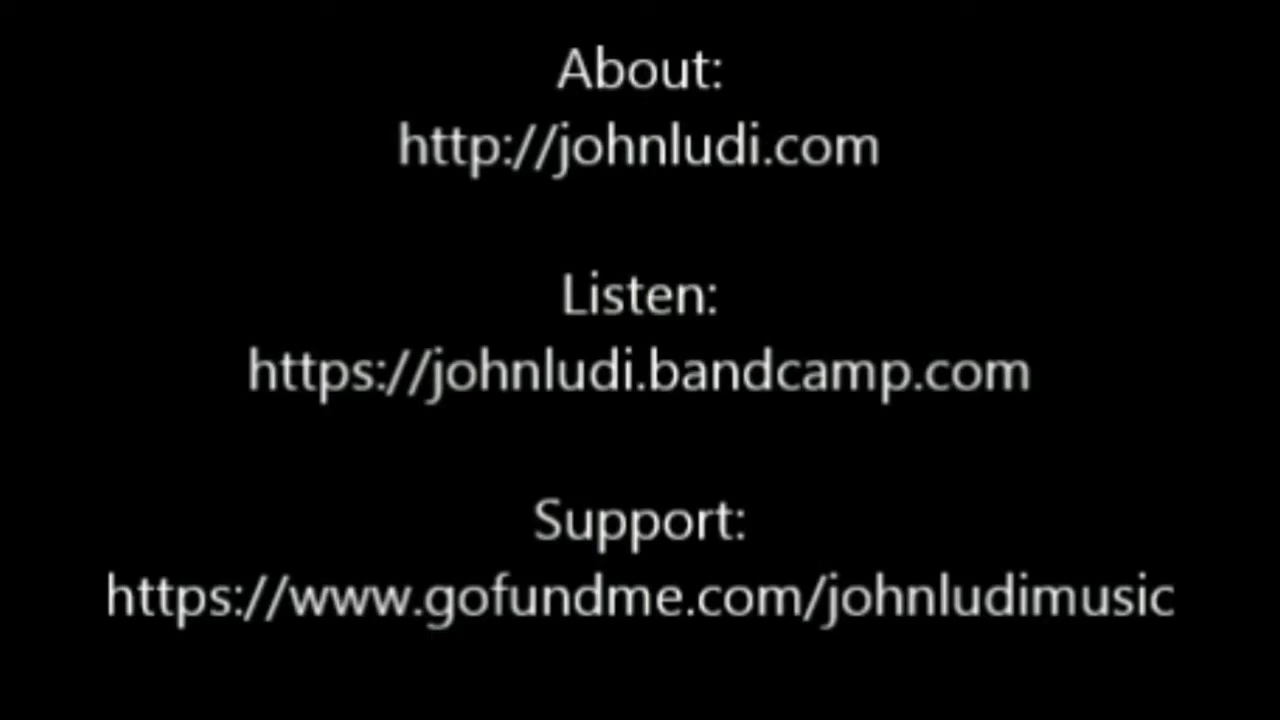 About:
http://johnludi.com
Listen:
https://johnludi.bandcamp.com
Support:
https://www.gofundme.com/johnludimusic